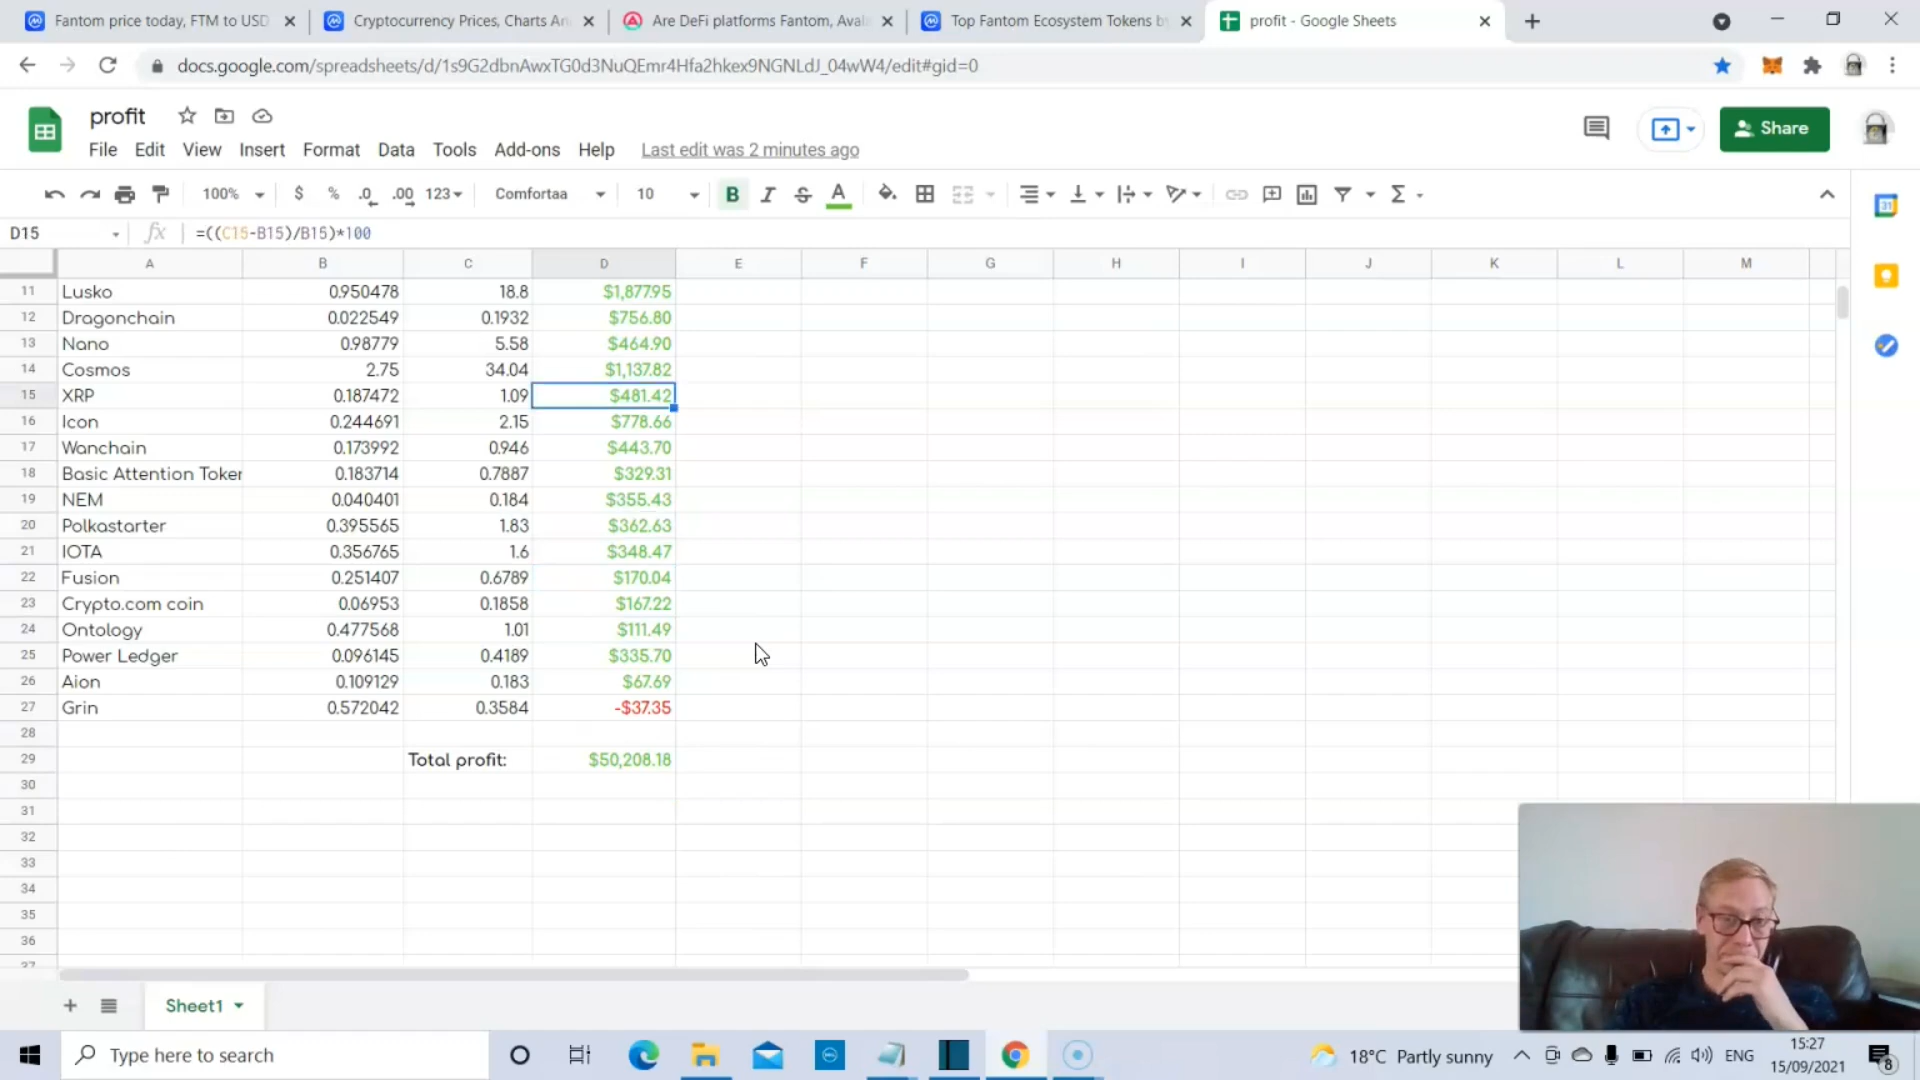 Fantom price today, FTM to USD
Cryptocurrency Prices, Charts An
Are DeFi platforms Fantom, Aval
Top Fantom Ecosystem Tokens by
profit - Google Sheets
docs.google.com/spreadsheets/d/1s9G2dbnAwxTG0d3NuQEmr4Hfa2hkex9NGNLdJ_04wW4/edit#gid=0
profit
Share
File Edit View Insert Format Data Tools Add-ons Help Last edit was 2 minutes ago
100% $ % .0 .00 123 Comfortaa 10 B I S A Σ
D15 fx =((C15-B15)/B15)*100
A B C D E F G H I J K L M
11 Lusko 0.950478 18.8 $1,877.95
12 Dragonchain 0.022549 0.1932 $756.80
13 Nano 0.98779 5.58 $464.90
14 Cosmos 2.75 34.04 $1,137.82
15 XRP 0.187472 1.09 $481.42
16 Icon 0.244691 2.15 $778.66
17 Wanchain 0.173992 0.946 $443.70
18 Basic Attention Token 0.183714 0.7887 $329.31
19 NEM 0.040401 0.184 $355.43
20 Polkastarter 0.395565 1.83 $362.63
21 IOTA 0.356765 1.6 $348.47
22 Fusion 0.251407 0.6789 $170.04
23 Crypto.com coin 0.06953 0.1858 $167.22
24 Ontology 0.477568 1.01 $111.49
25 Power Ledger 0.096145 0.4189 $335.70
26 Aion 0.109129 0.183 $67.69
27 Grin 0.572042 0.3584 -$37.35
28
29 Total profit: $50,208.18
30
31
32
33
34
35
36
37
Sheet1
Type here to search
18°C Partly sunny
ENG
15:27
15/09/2021
8